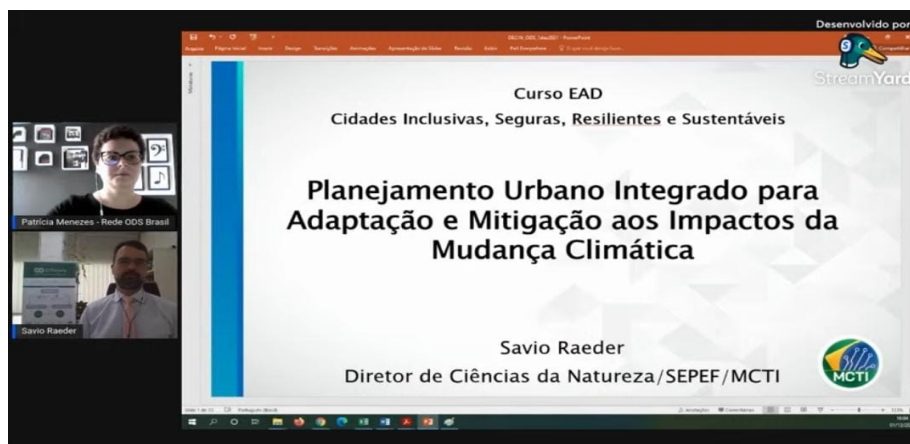 Desenvolvido por
StreamYard
Curso EAD
Cidades Inclusivas, Seguras, Resilientes e Sustentáveis
Planejamento Urbano Integrado para
Adaptação e Mitigação aos Impactos da
Mudança Climática
Savio Raeder
Diretor de Ciências da Natureza/SEPEF/MCTI
MCTI
Patrícia Menezes - Rede ODS Brasil
Savio Raeder